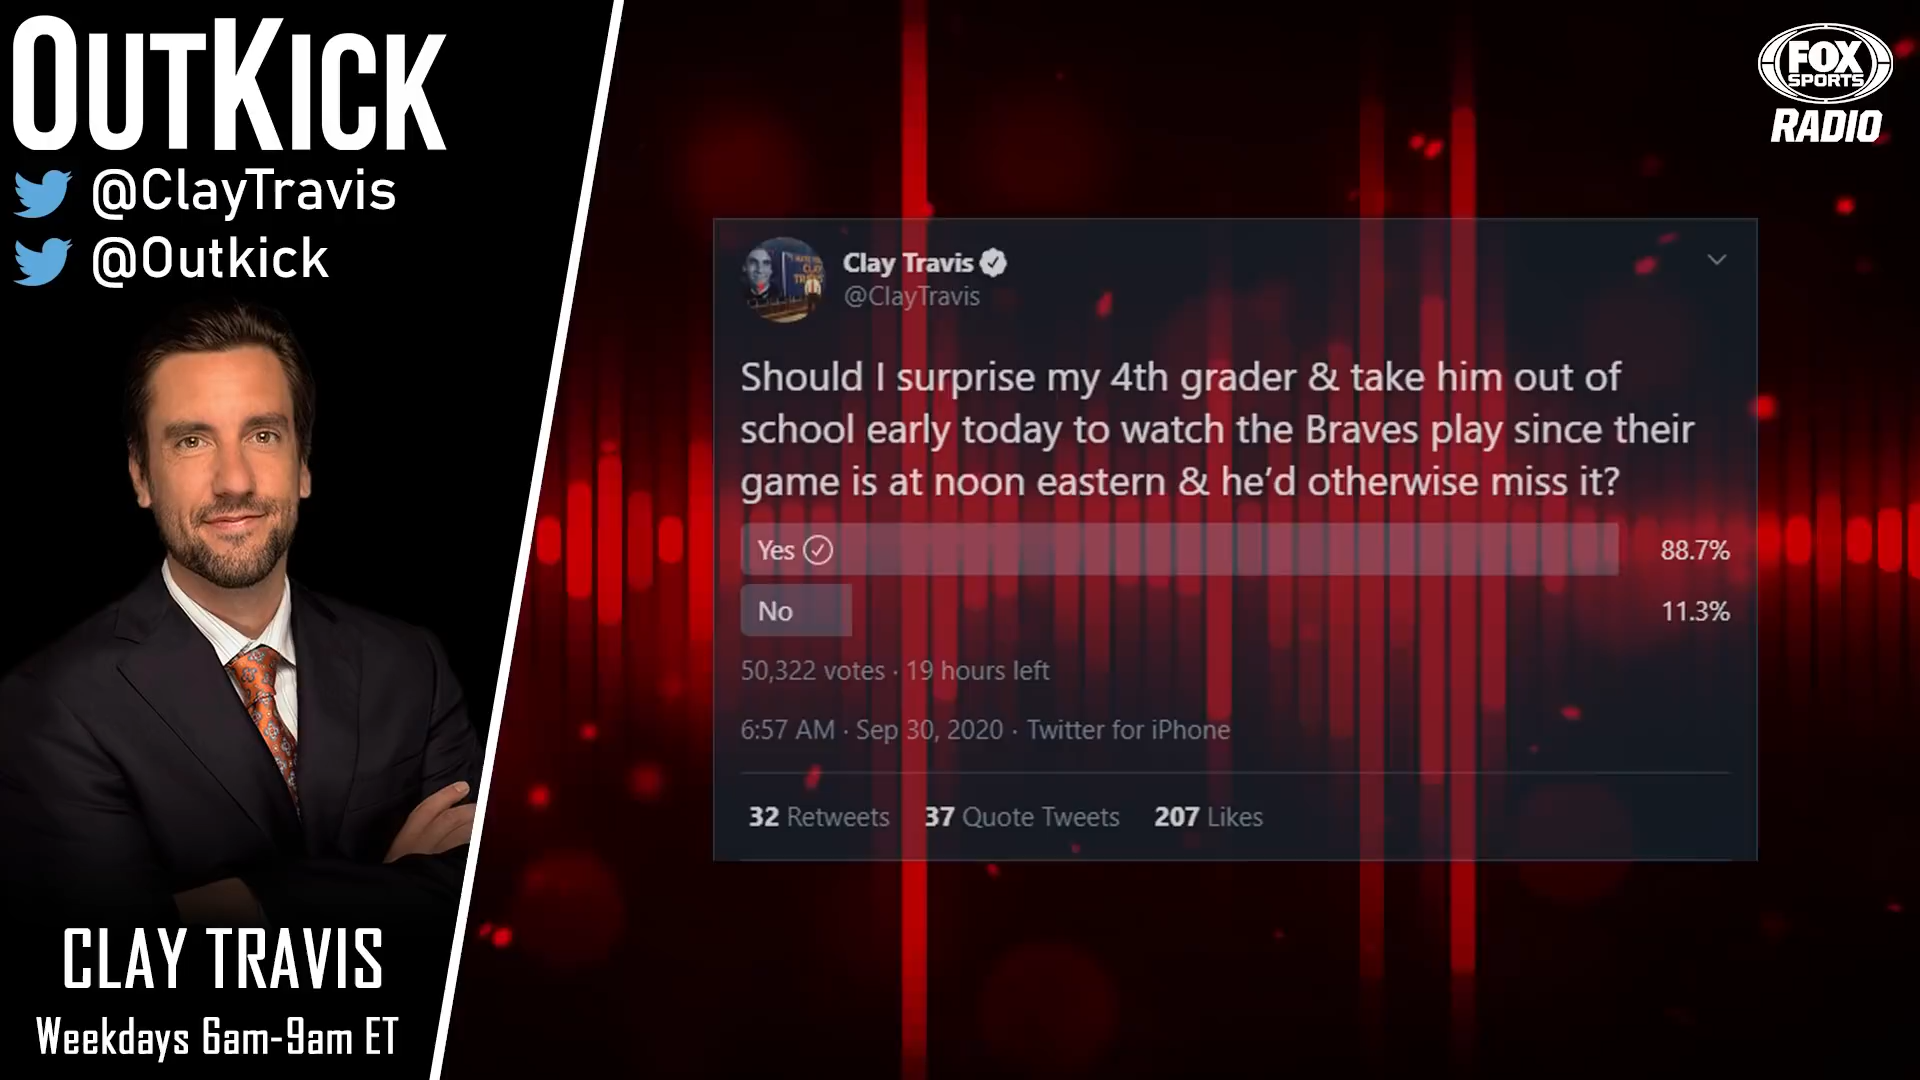 OUTKICK
@ClayTravis
@Outkick
CLAY TRAVIS
Weekdays 6am-9am ET
FOX
SPORTS
RADIO
Clay Travis
@ClayTravis
Should I surprise my 4th grader & take him out of
school early today to watch the Braves play since their
game is at noon eastern & he’d otherwise miss it?
Yes 88.7%
No 11.3%
50,322 votes · 19 hours left
6:57 AM · Sep 30, 2020 · Twitter for iPhone
32 Retweets 37 Quote Tweets 207 Likes